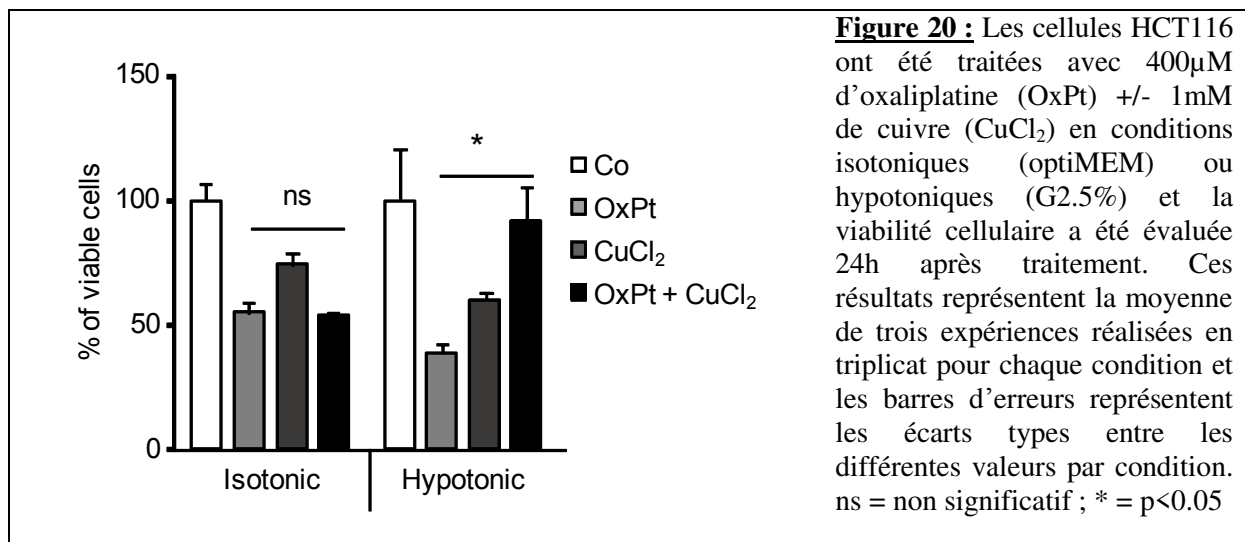 150
100
50
0
% of viable cells
ns
*
Isotonic
Hypotonic
Co
OxPt
CuCl₂
OxPt + CuCl₂
Figure 20 : Les cellules HCT116
ont été traitées avec 400µM
d’oxaliplatine (OxPt) +/- 1mM
de cuivre (CuCl₂) en conditions
isotoniques (optiMEM) ou
hypotoniques (G2.5%) et la
viabilité cellulaire a été évaluée
24h après traitement. Ces
résultats représentent la moyenne
de trois expériences réalisées en
triplicat pour chaque condition et
les barres d’erreurs représentent
les écarts types entre les
différentes valeurs par condition.
ns = non significatif ; * = p<0.05